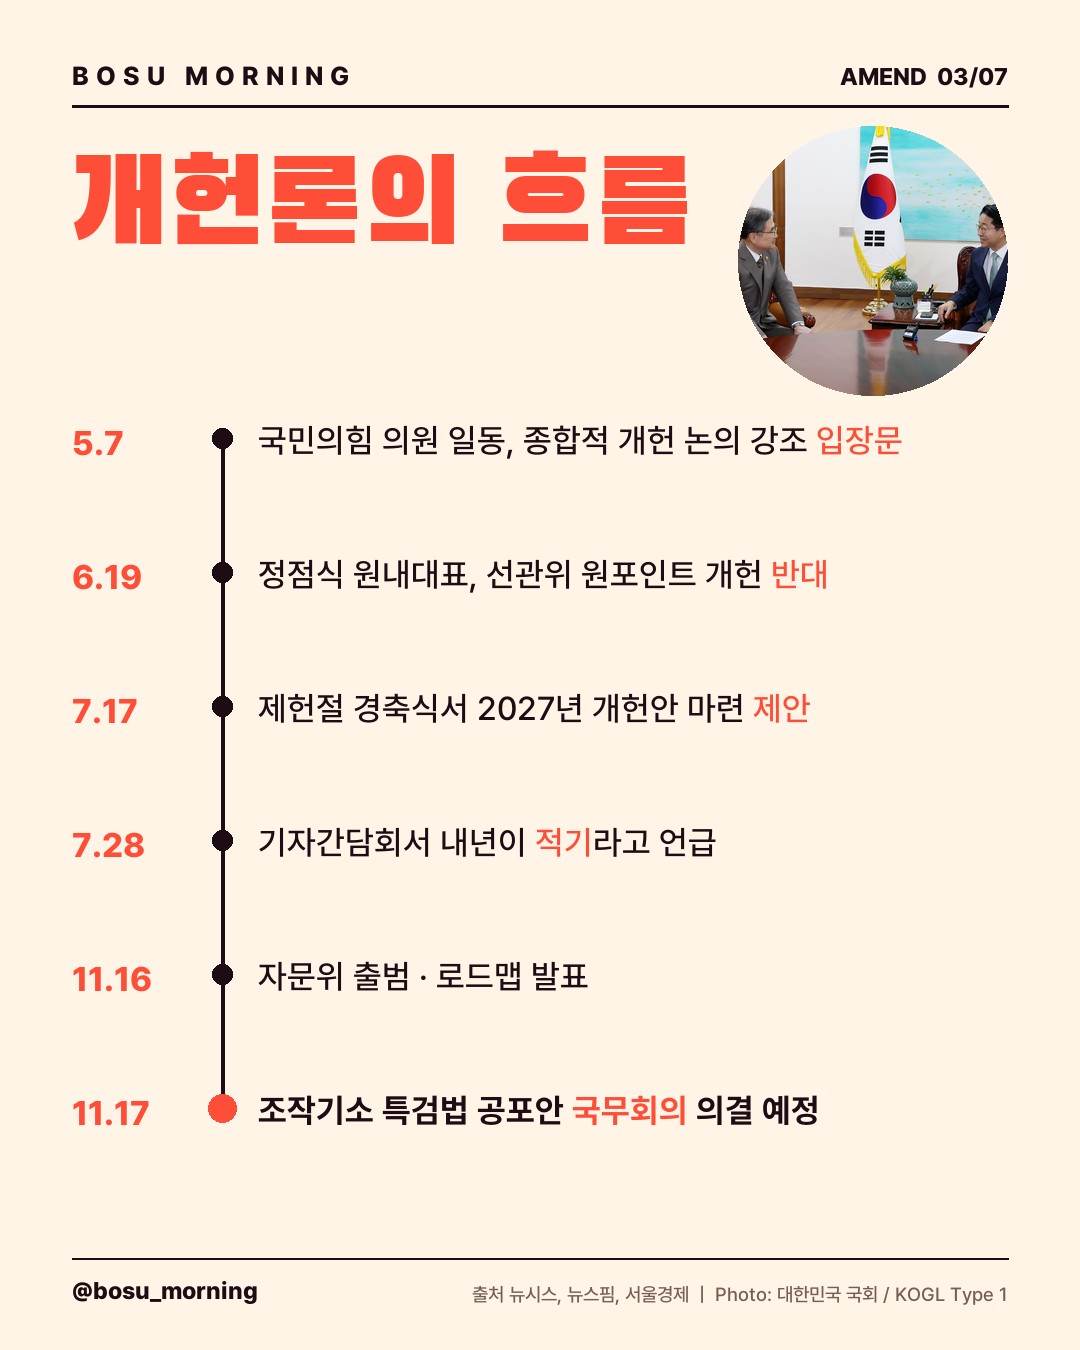 BOSU MORNING
AMEND 03/07
개헌론의 흐름
5.7 국민의힘 의원 일동, 종합적 개헌 논의 강조 입장문
6.19 정점식 원내대표, 선관위 원포인트 개헌 반대
7.17 제헌절 경축식서 2027년 개헌안 마련 제안
7.28 기자간담회서 내년이 적기라고 언급
11.16 자문위 출범 · 로드맵 발표
11.17 조작기소 특검법 공포안 국무회의 의결 예정
@bosu_morning
출처 뉴시스, 뉴스핌, 서울경제 | Photo: 대한민국 국회 / KOGL Type 1